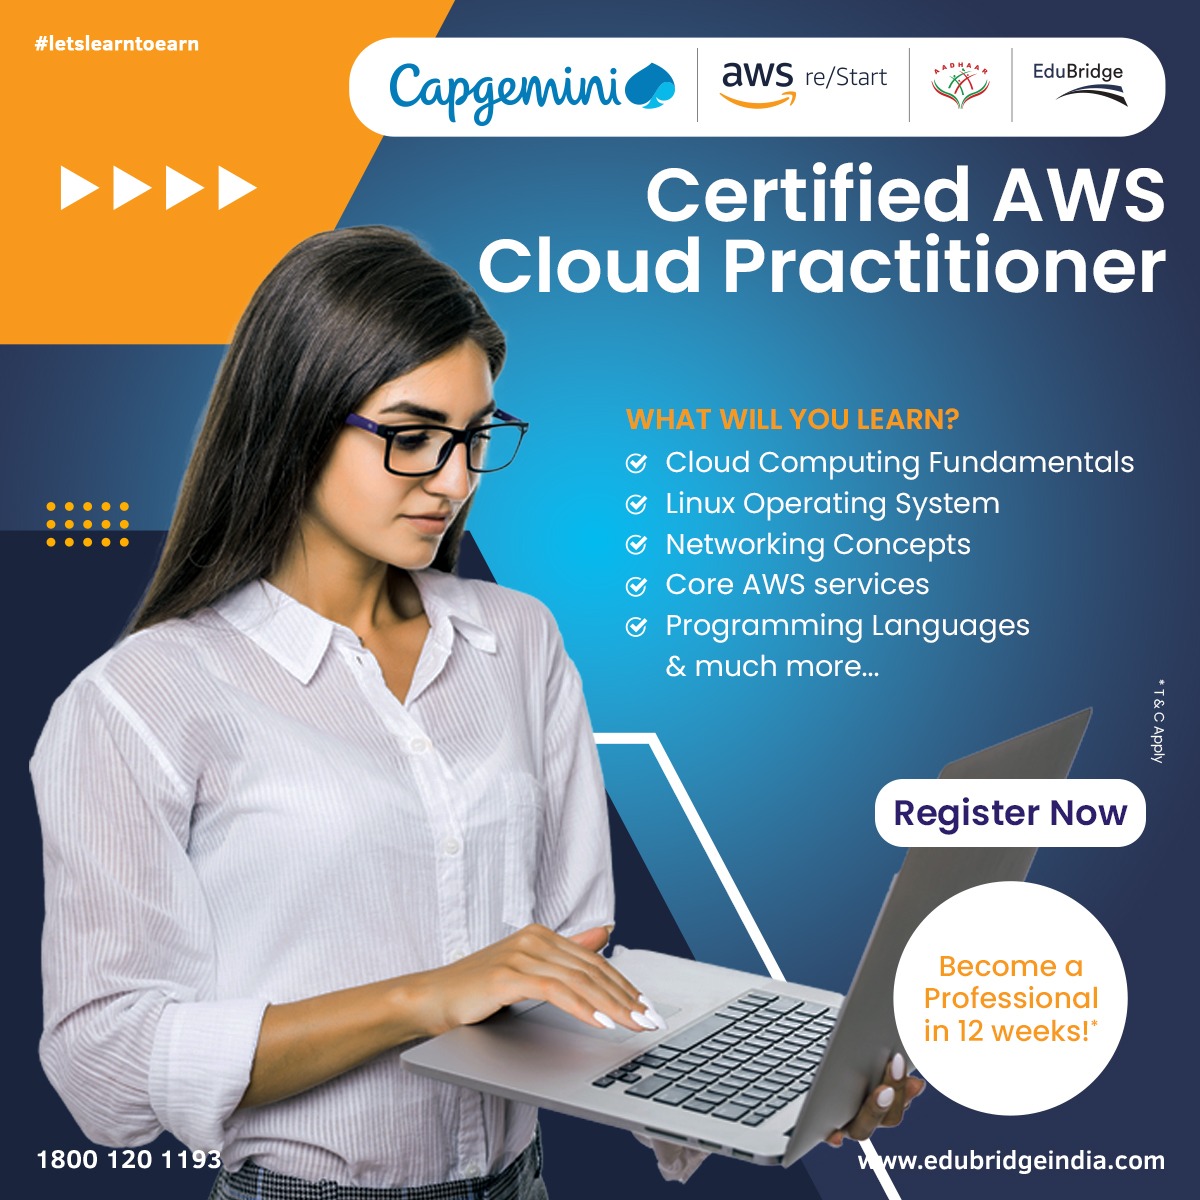 #letslearntoearn
Capgemini
aws re/Start
AADHAAR
EduBridge
Certified AWS
Cloud Practitioner
WHAT WILL YOU LEARN?
Cloud Computing Fundamentals
Linux Operating System
Networking Concepts
Core AWS services
Programming Languages
& much more...
* T & C Apply
Register Now
Become a
Professional
in 12 weeks!*
1800 120 1193
www.edubridgeindia.com